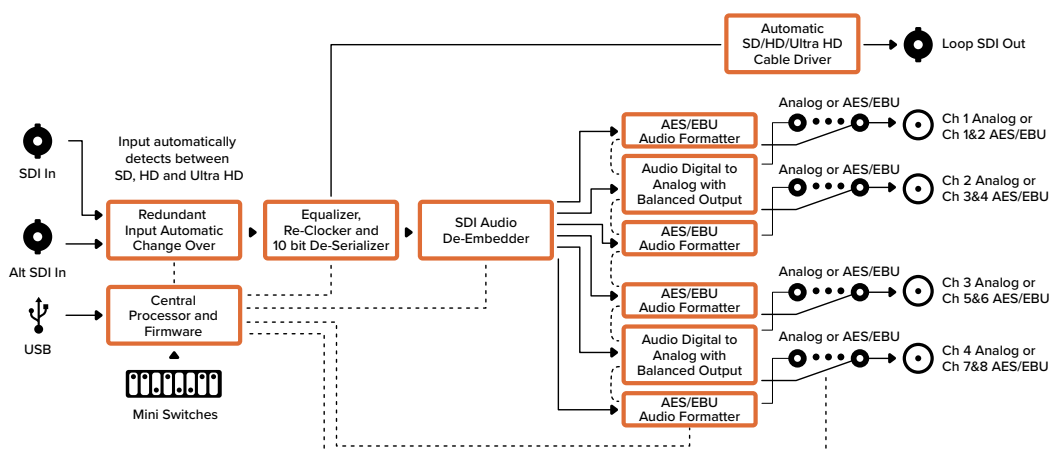 Automatic
SD/HD/Ultra HD
Cable Driver
Loop SDI Out
SDI In
Input automatically
detects between
SD, HD and Ultra HD
Alt SDI In
Redundant
Input Automatic
Change Over
Equalizer,
Re-Clocker and
10 bit De-Serializer
SDI Audio
De-Embedder
USB
Central
Processor and
Firmware
Mini Switches
AES/EBU
Audio Formatter
Audio Digital to
Analog with
Balanced Output
AES/EBU
Audio Formatter
AES/EBU
Audio Formatter
Audio Digital to
Analog with
Balanced Output
AES/EBU
Audio Formatter
Analog or AES/EBU
Ch 1 Analog or
Ch 1&2 AES/EBU
Analog or AES/EBU
Ch 2 Analog or
Ch 3&4 AES/EBU
Analog or AES/EBU
Ch 3 Analog or
Ch 5&6 AES/EBU
Analog or AES/EBU
Ch 4 Analog or
Ch 7&8 AES/EBU